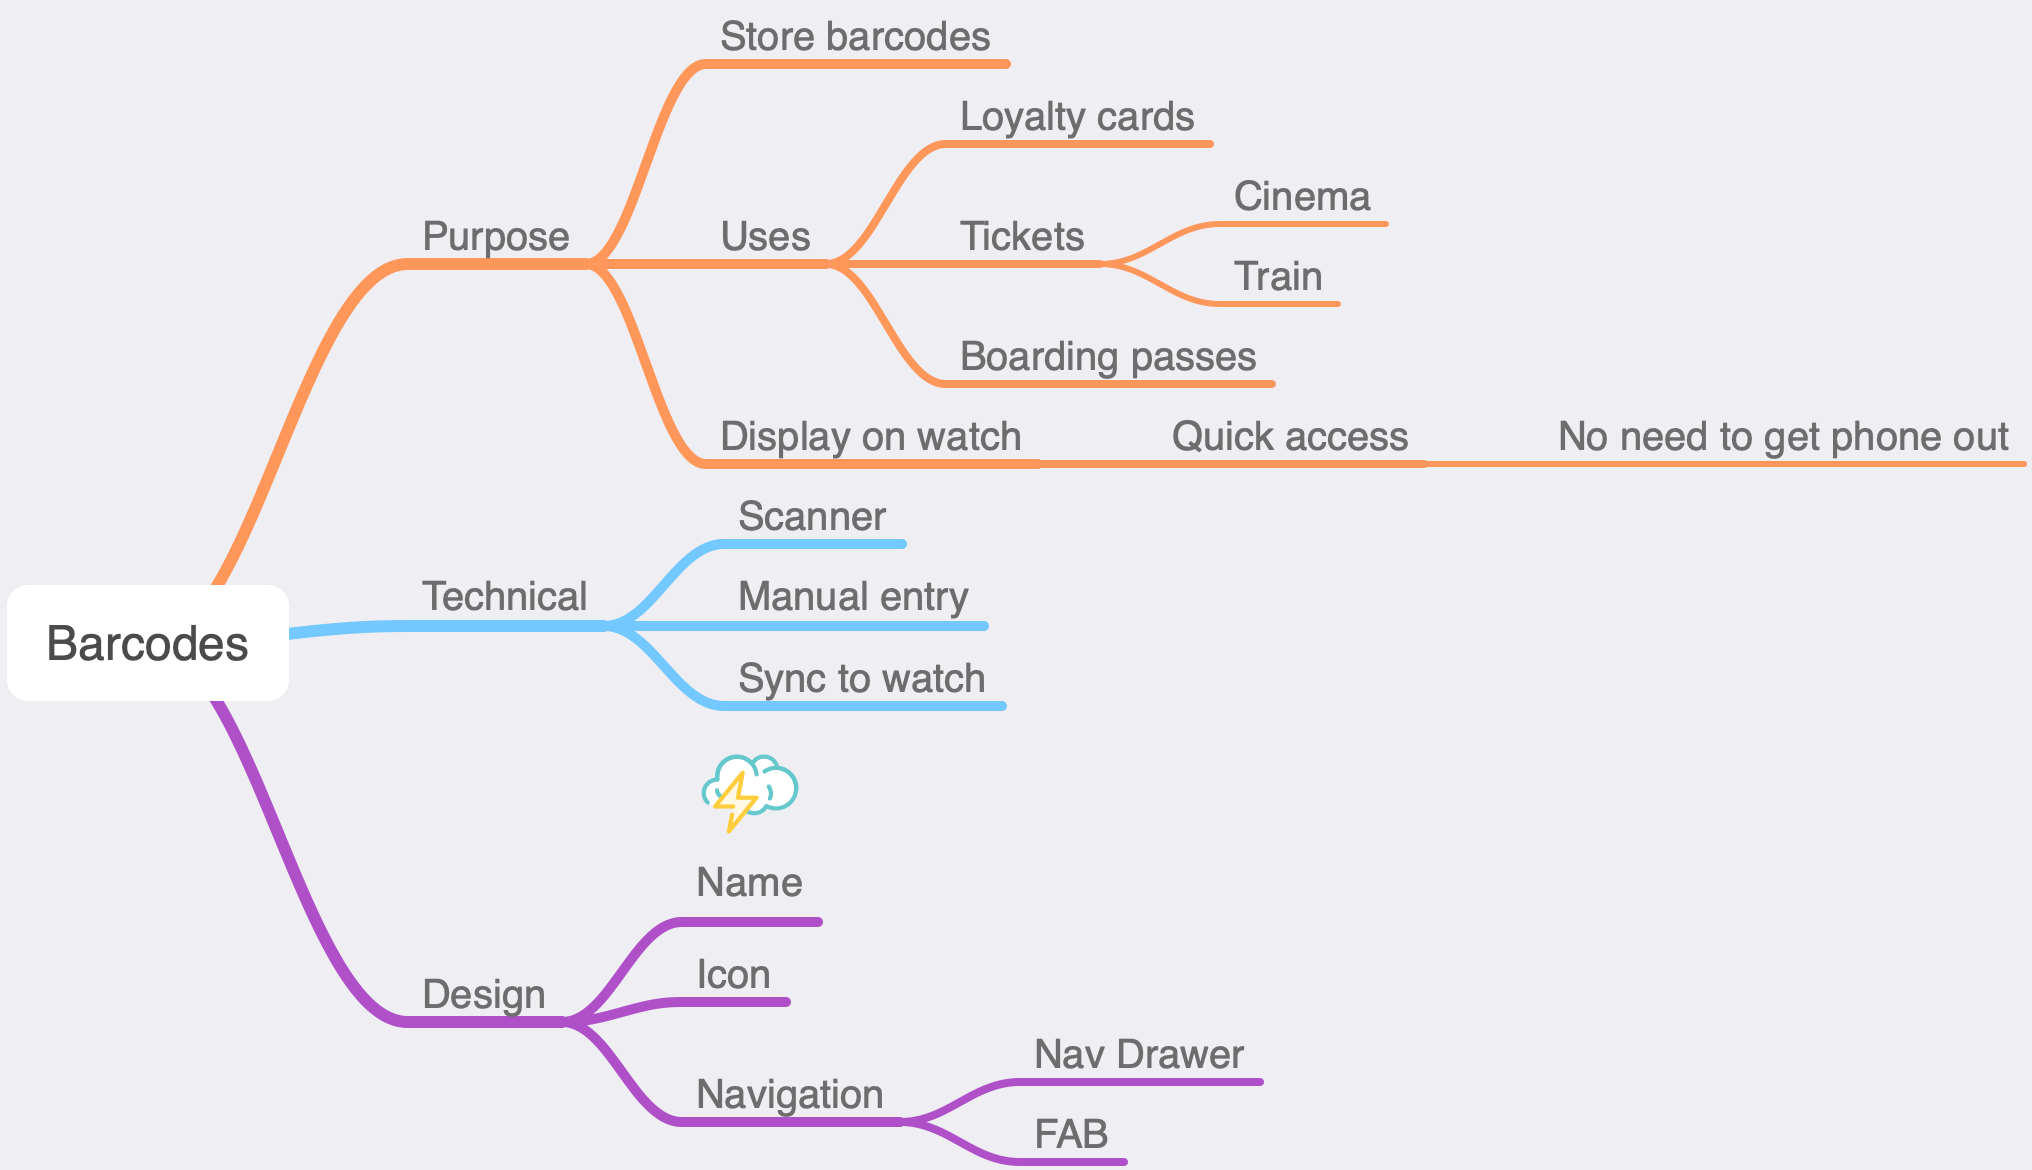 Barcodes
Purpose
Store barcodes
Uses
Loyalty cards
Tickets
Cinema
Train
Boarding passes
Display on watch
Quick access
No need to get phone out
Technical
Scanner
Manual entry
Sync to watch
Design
Name
Icon
Navigation
Nav Drawer
FAB